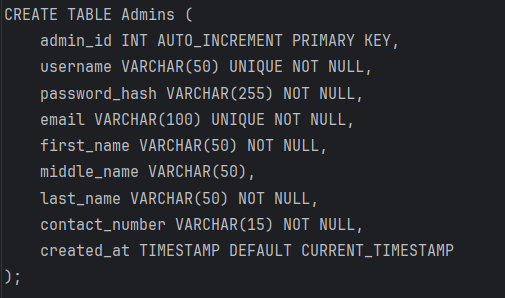 CREATE TABLE Admins (
    admin_id INT AUTO_INCREMENT PRIMARY KEY,
    username VARCHAR(50) UNIQUE NOT NULL,
    password_hash VARCHAR(255) NOT NULL,
    email VARCHAR(100) UNIQUE NOT NULL,
    first_name VARCHAR(50) NOT NULL,
    middle_name VARCHAR(50),
    last_name VARCHAR(50) NOT NULL,
    contact_number VARCHAR(15) NOT NULL,
    created_at TIMESTAMP DEFAULT CURRENT_TIMESTAMP
);